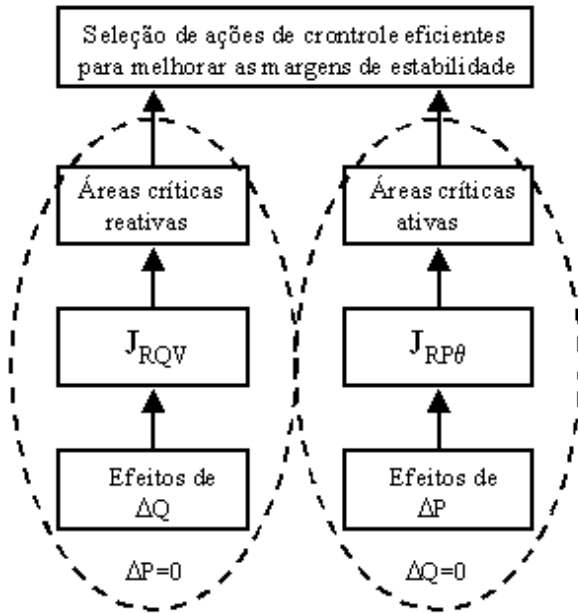 Seleção de ações de crontrole eficientes
para melhorar as margens de estabilidade
Áreas críticas
reativas
Áreas críticas
ativas
J_RQV
J_RPθ
Efeitos de
ΔQ
Efeitos de
ΔP
ΔP=0
ΔQ=0